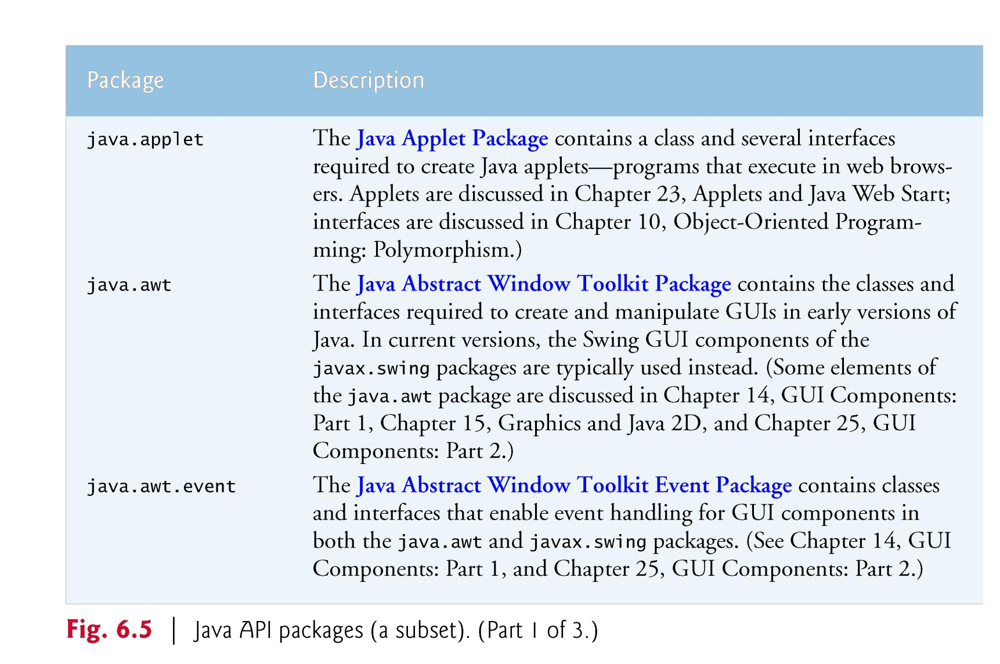 Package Description
java.applet The Java Applet Package contains a class and several interfaces
required to create Java applets—programs that execute in web brows-
ers. Applets are discussed in Chapter 23, Applets and Java Web Start;
interfaces are discussed in Chapter 10, Object-Oriented Program-
ming: Polymorphism.)
java.awt The Java Abstract Window Toolkit Package contains the classes and
interfaces required to create and manipulate GUIs in early versions of
Java. In current versions, the Swing GUI components of the
javax.swing packages are typically used instead. (Some elements of
the java.awt package are discussed in Chapter 14, GUI Components:
Part 1, Chapter 15, Graphics and Java 2D, and Chapter 25, GUI
Components: Part 2.)
java.awt.event The Java Abstract Window Toolkit Event Package contains classes
and interfaces that enable event handling for GUI components in
both the java.awt and javax.swing packages. (See Chapter 14, GUI
Components: Part 1, and Chapter 25, GUI Components: Part 2.)
Fig. 6.5 | Java API packages (a subset). (Part 1 of 3.)